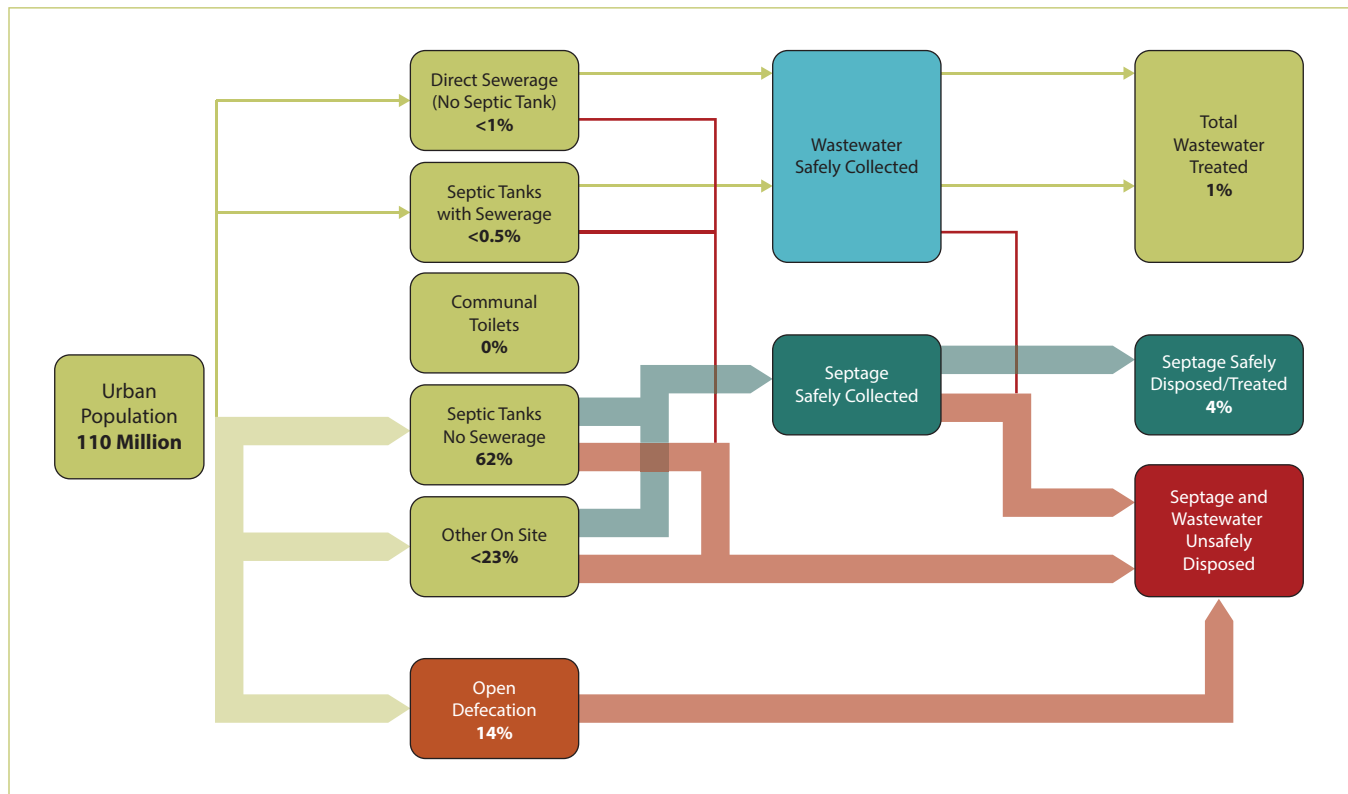 Urban
Population
110 Million
Direct Sewerage
(No Septic Tank)
<1%
Septic Tanks
with Sewerage
<0.5%
Communal
Toilets
0%
Septic Tanks
No Sewerage
62%
Other On Site
<23%
Open
Defecation
14%
Wastewater
Safely Collected
Septage
Safely Collected
Total
Wastewater
Treated
1%
Septage Safely
Disposed/Treated
4%
Septage and
Wastewater
Unsafely
Disposed